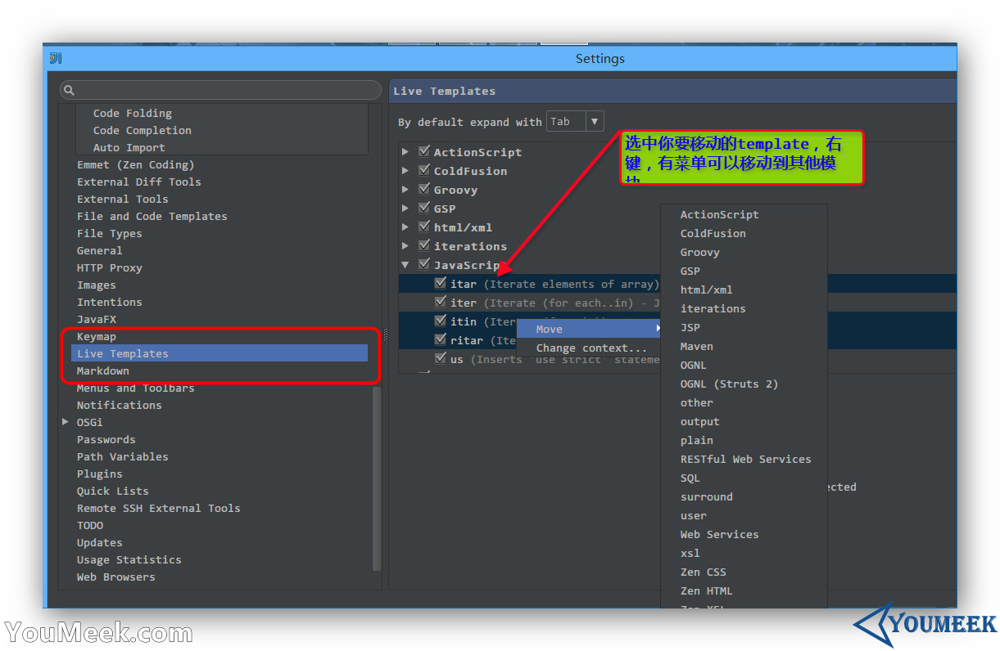 Settings
Code Folding
Code Completion
Auto Import
Emmet (Zen Coding)
External Diff Tools
External Tools
File and Code Templates
File Types
General
HTTP Proxy
Images
Intentions
JavaFX
Keymap
Live Templates
Markdown
Menus and Toolbars
Notifications
OSGi
Passwords
Path Variables
Plugins
Quick Lists
Remote SSH External Tools
TODO
Updates
Usage Statistics
Web Browsers
Live Templates
By default expand with Tab
ActionScript
ColdFusion
Groovy
GSP
html/xml
iterations
JavaScrip
itar (Iterate elements of array)
iter (Iterate (for each..in) - J
itin (Iter
ritar (Ite
us (Inserts 'use strict' stateme
选中你要移动的template，右
键，有菜单可以移动到其他模
块
Move
Change context...
ActionScript
ColdFusion
Groovy
GSP
html/xml
iterations
JSP
Maven
OGNL
OGNL (Struts 2)
other
output
plain
RESTful Web Services
SQL
surround
user
Web Services
xsl
Zen CSS
Zen HTML
Zen XSL
ected
YouMeek.com
YOUMEEK